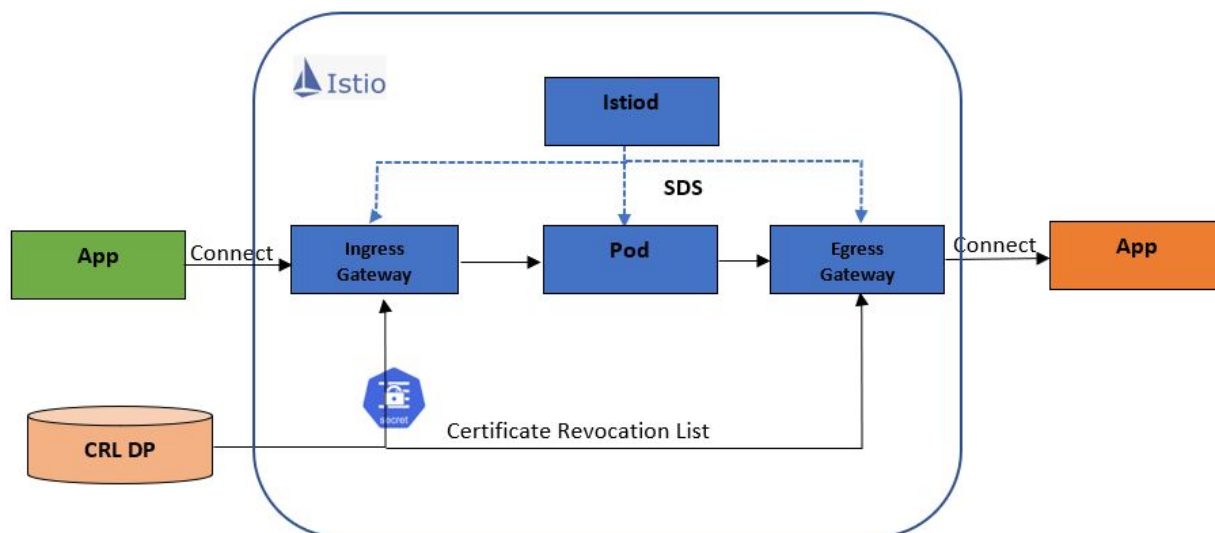 Istio
Istiod
SDS
App
Connect
Ingress
Gateway
Pod
Egress
Gateway
Connect
App
secret
CRL DP
Certificate Revocation List